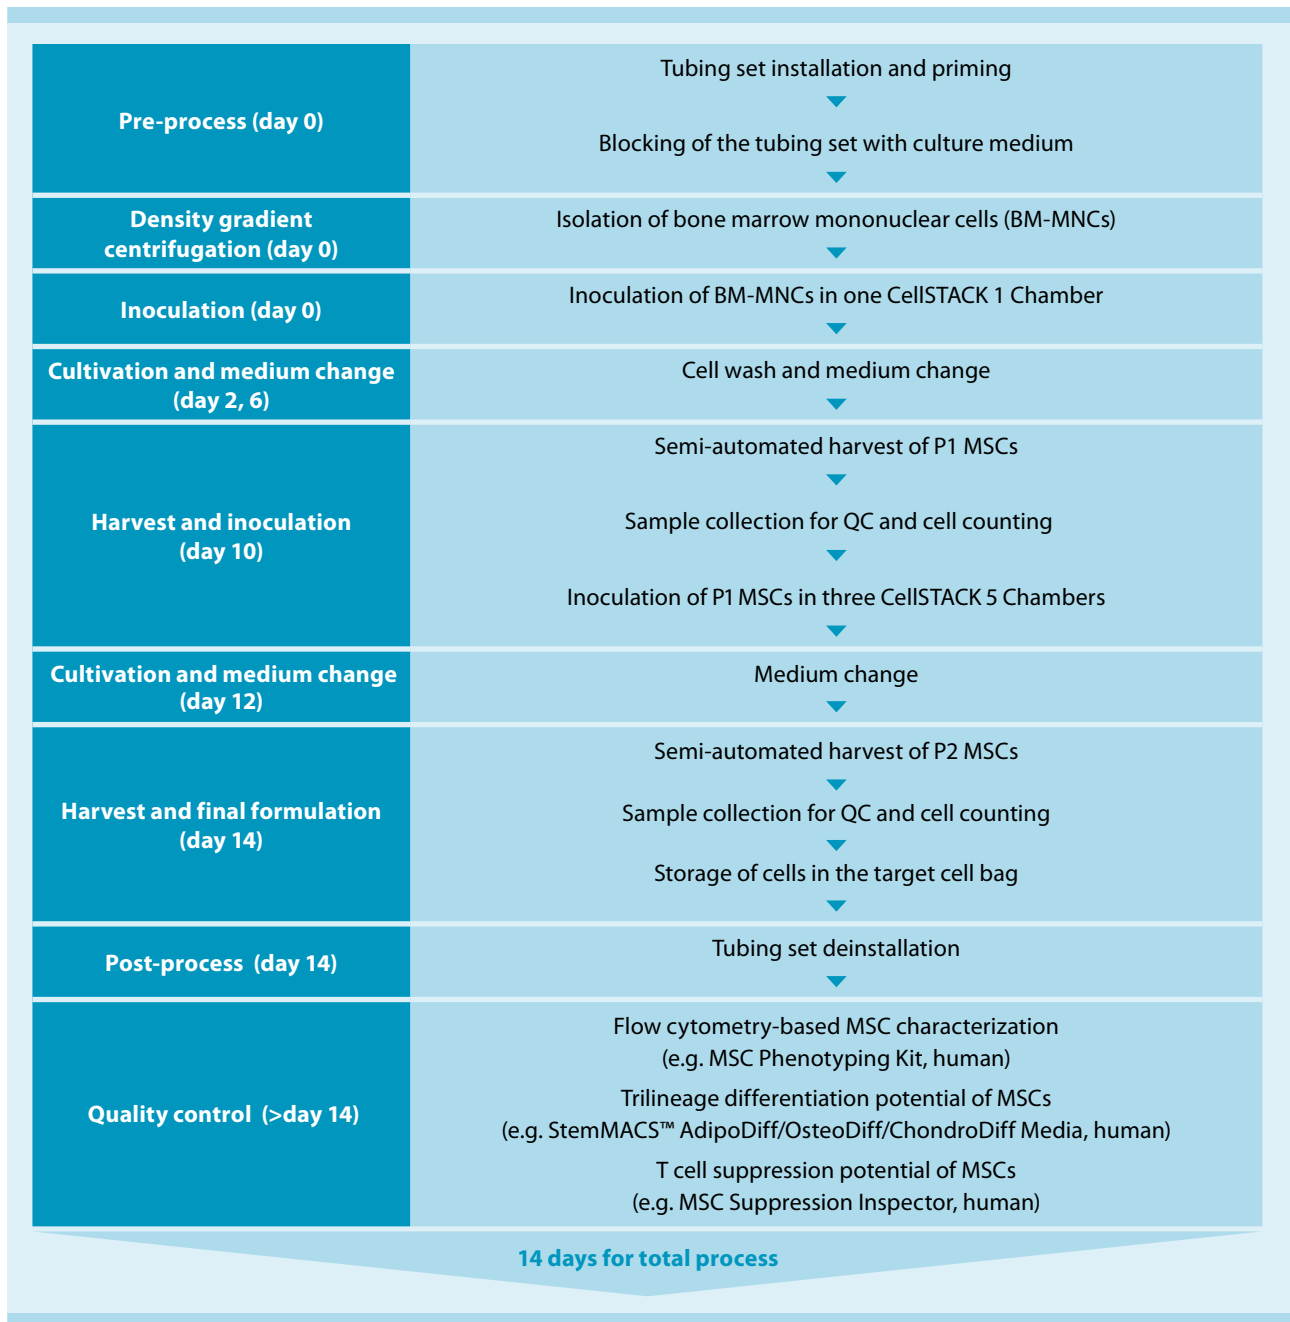 Pre-process (day 0)
Tubing set installation and priming
Blocking of the tubing set with culture medium
Density gradient
centrifugation (day 0)
Isolation of bone marrow mononuclear cells (BM-MNCs)
Inoculation (day 0)
Inoculation of BM-MNCs in one CellSTACK 1 Chamber
Cultivation and medium change
(day 2, 6)
Cell wash and medium change
Harvest and inoculation
(day 10)
Semi-automated harvest of P1 MSCs
Sample collection for QC and cell counting
Inoculation of P1 MSCs in three CellSTACK 5 Chambers
Cultivation and medium change
(day 12)
Medium change
Harvest and final formulation
(day 14)
Semi-automated harvest of P2 MSCs
Sample collection for QC and cell counting
Storage of cells in the target cell bag
Post-process (day 14)
Tubing set deinstallation
Quality control (>day 14)
Flow cytometry-based MSC characterization
(e.g. MSC Phenotyping Kit, human)
Trilineage differentiation potential of MSCs
(e.g. StemMACS™ AdipoDiff/OsteoDiff/ChondroDiff Media, human)
T cell suppression potential of MSCs
(e.g. MSC Suppression Inspector, human)
14 days for total process